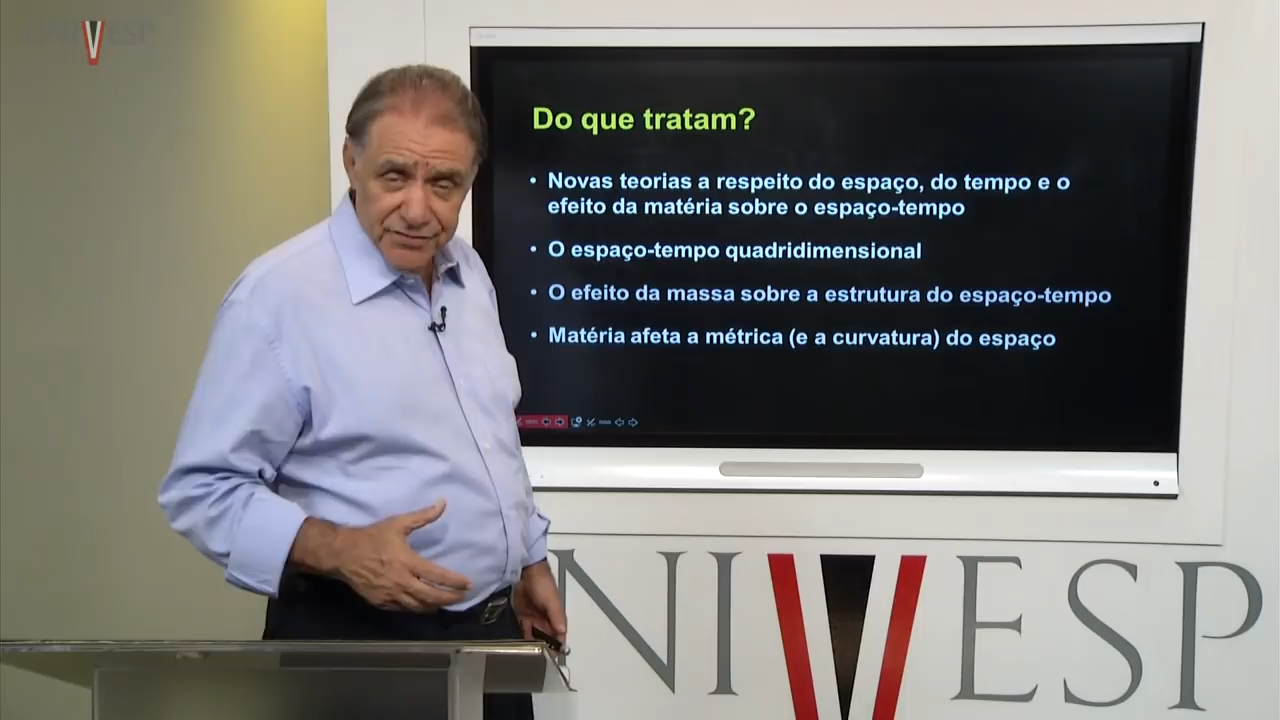 UNIVESP
Do que tratam?
• Novas teorias a respeito do espaço, do tempo e o
efeito da matéria sobre o espaço-tempo
• O espaço-tempo quadridimensional
• O efeito da massa sobre a estrutura do espaço-tempo
• Matéria afeta a métrica (e a curvatura) do espaço
NIVESP